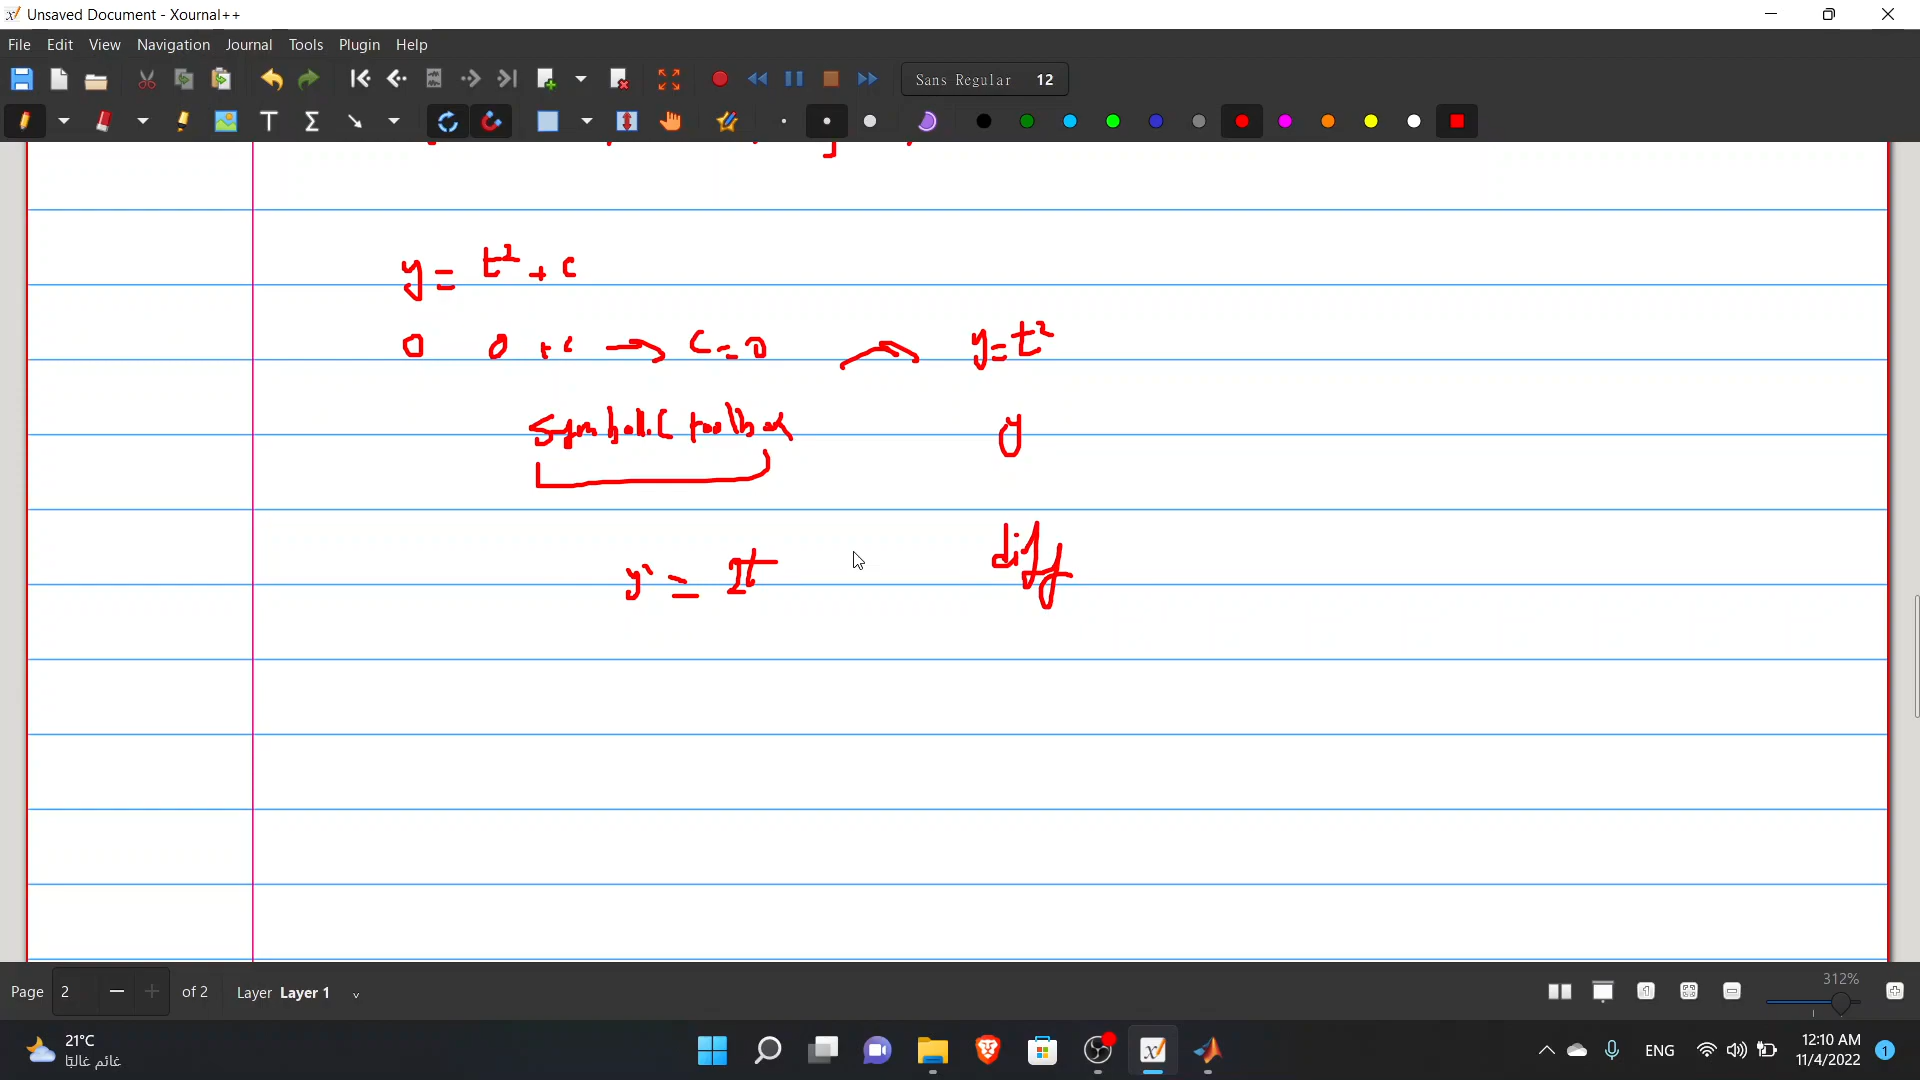 Unsaved Document - Xournal++
File Edit View Navigation Journal Tools Plugin Help
Sans Regular 12
y = t² + c
0 0 + c → c = 0 y = t²
Symbolic toolbox y
y' = 2t diff
Page 2 of 2 Layer Layer 1 312%
21°C
غائم غالبًا
ENG
12:10 AM
11/4/2022
1